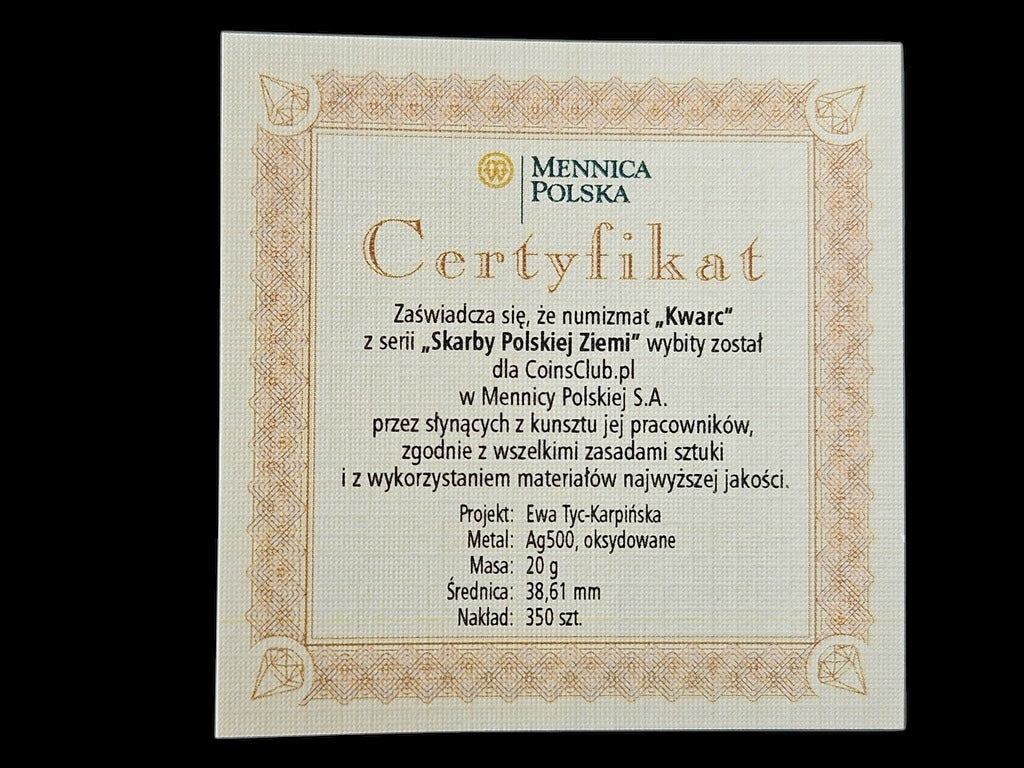 MENNICA
POLSKA
Certyfikat
Zaświadcza się, że numizmat „Kwarc“
z serii „Skarby Polskiej Ziemi” wybity został
dla CoinsClub.pl
w Mennicy Polskiej S.A.
przez słynących z kunsztu jej pracowników,
zgodnie z wszelkimi zasadami sztuki
i z wykorzystaniem materiałów najwyższej jakości.
Projekt: Ewa Tyc-Karpińska
Metal: Ag500, oksydowane
Masa: 20 g
Średnica: 38,61 mm
Nakład: 350 szt.